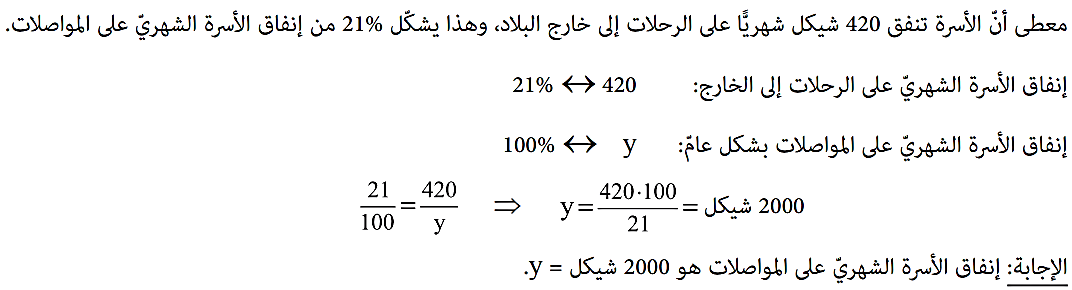 معطى أنّ الأسرة تنفق 420 شيكل شهريًّا على الرحلات إلى خارج البلاد، وهذا يشكّل 21% من إنفاق الأسرة الشهريّ على المواصلات.
إنفاق الأسرة الشهريّ على الرحلات إلى الخارج: 420 ↔ 21%
إنفاق الأسرة الشهريّ على المواصلات بشكل عامّ: y ↔ 100%
21/100 = 420/y ⇒ y = 420·100/21 = 2000 شيكل
الإجابة: إنفاق الأسرة الشهريّ على المواصلات هو 2000 شيكل = y.